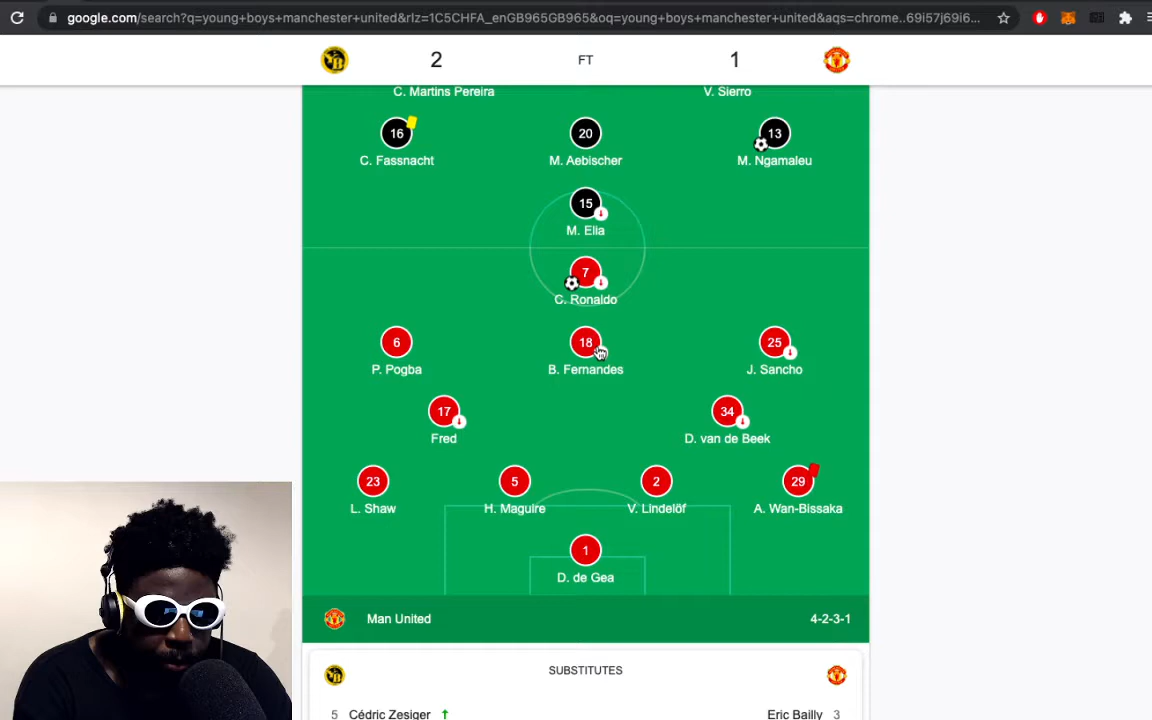 google.com/search?q=young+boys+manchester+united&rlz=1C5CHFA_enGB965GB965&oq=young+boys+manchester+united&aqs=chrome..69i57j69i6...
2 FT 1
C. Martins Pereira V. Sierro
16 20 13
C. Fassnacht M. Aebischer M. Ngamaleu
15
M. Elia
7
C. Ronaldo
6 18 25
P. Pogba B. Fernandes J. Sancho
17 34
Fred D. van de Beek
23 5 2 29
L. Shaw H. Maguire V. Lindelöf A. Wan-Bissaka
1
D. de Gea
Man United 4-2-3-1
SUBSTITUTES
5 Cédric Zesiger Eric Bailly 3